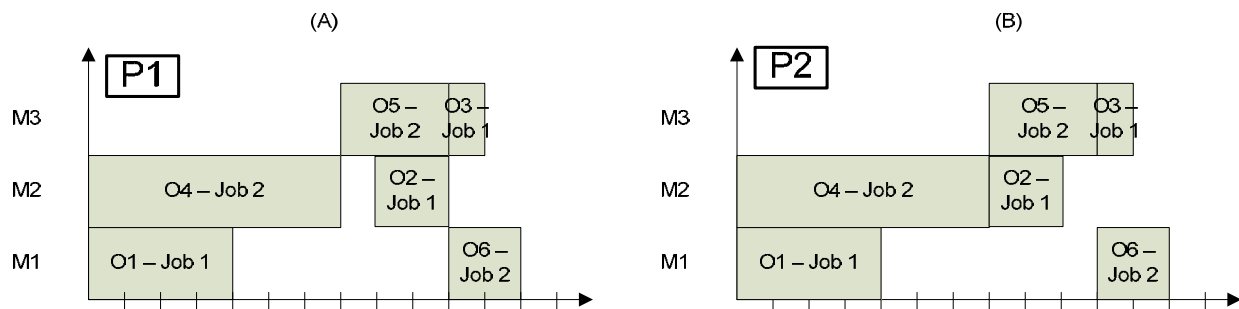 (A)
P1
M3
O5 –
Job 2
O3 –
Job 1
M2
O4 – Job 2
O2 –
Job 1
M1
O1 – Job 1
O6 –
Job 2
(B)
P2
M3
O5 –
Job 2
O3 –
Job 1
M2
O4 – Job 2
O2 –
Job 1
M1
O1 – Job 1
O6 –
Job 2